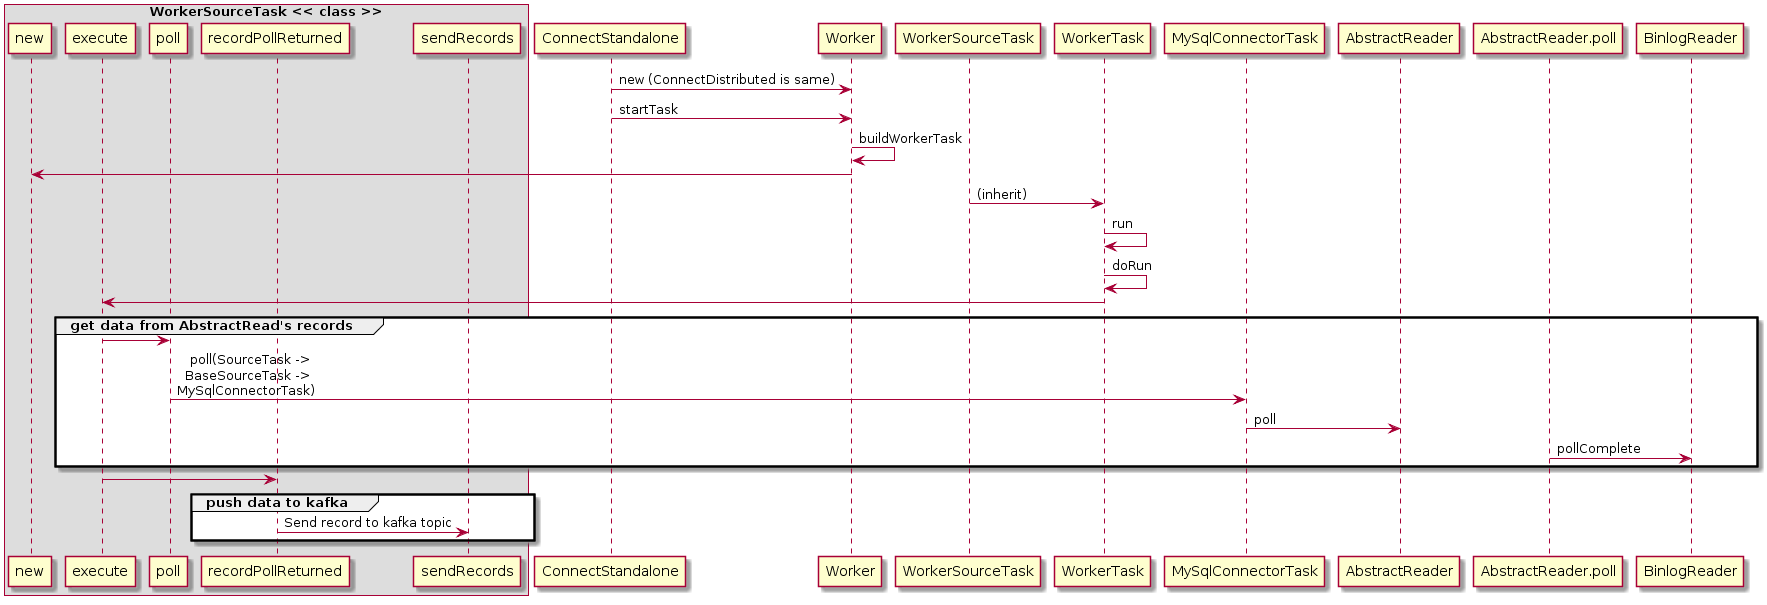 WorkerSourceTask << class >>
new
execute
poll
recordPollReturned
sendRecords
ConnectStandalone
Worker
WorkerSourceTask
WorkerTask
MySqlConnectorTask
AbstractReader
AbstractReader.poll
BinlogReader
new (ConnectDistributed is same)
startTask
buildWorkerTask
(inherit)
run
doRun
get data from AbstractRead's records
poll(SourceTask ->
BaseSourceTask ->
MySqlConnectorTask)
poll
pollComplete
push data to kafka
Send record to kafka topic
new
execute
poll
recordPollReturned
sendRecords
ConnectStandalone
Worker
WorkerSourceTask
WorkerTask
MySqlConnectorTask
AbstractReader
AbstractReader.poll
BinlogReader